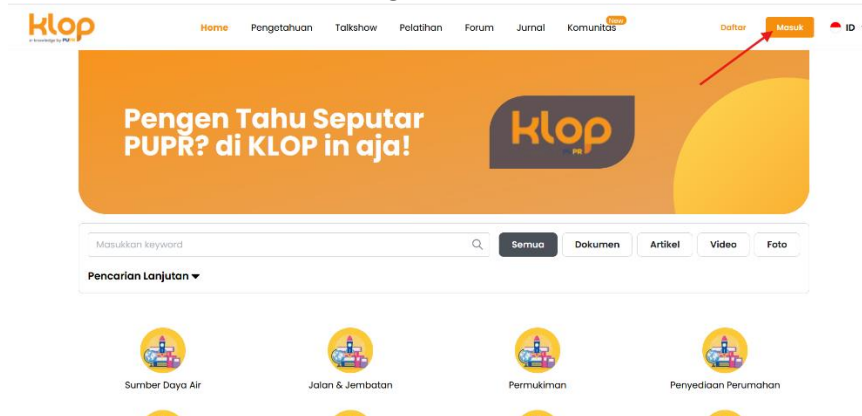 klop
Home Pengetahuan Talkshow Pelatihan Forum Jurnal Komunitas New Daftar Masuk ID
Pengen Tahu Seputar
PUPR? di KLOP in aja!
klop
PR
Masukkan keyword Semua Dokumen Artikel Video Foto
Pencarian Lanjutan
Sumber Daya Air Jalan & Jembatan Permukiman Penyediaan Perumahan